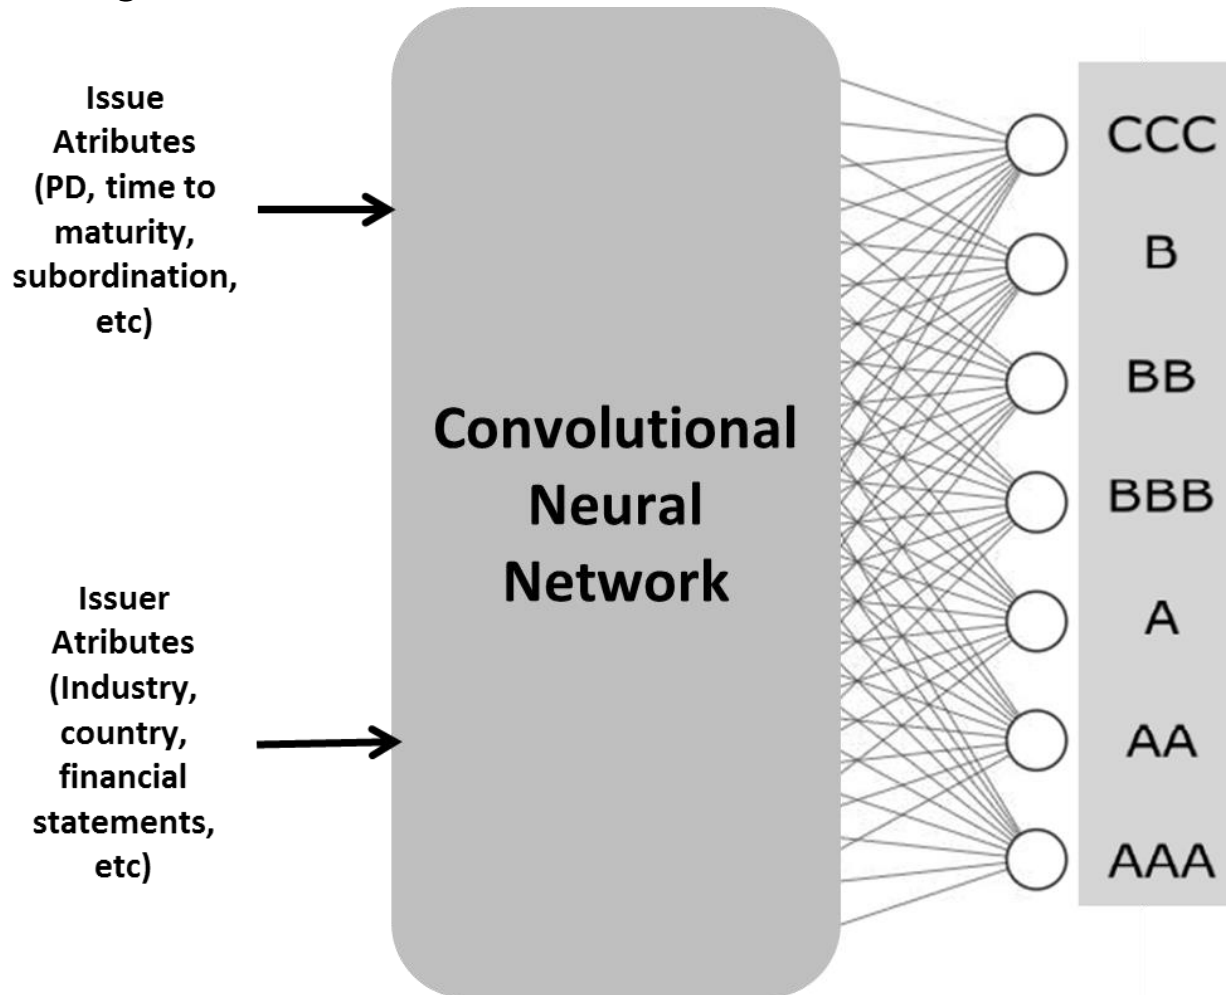 Issue
Atributes
(PD, time to
maturity,
subordination,
etc)
Issuer
Atributes
(Industry,
country,
financial
statements,
etc)
Convolutional
Neural
Network
CCC
B
BB
BBB
A
AA
AAA